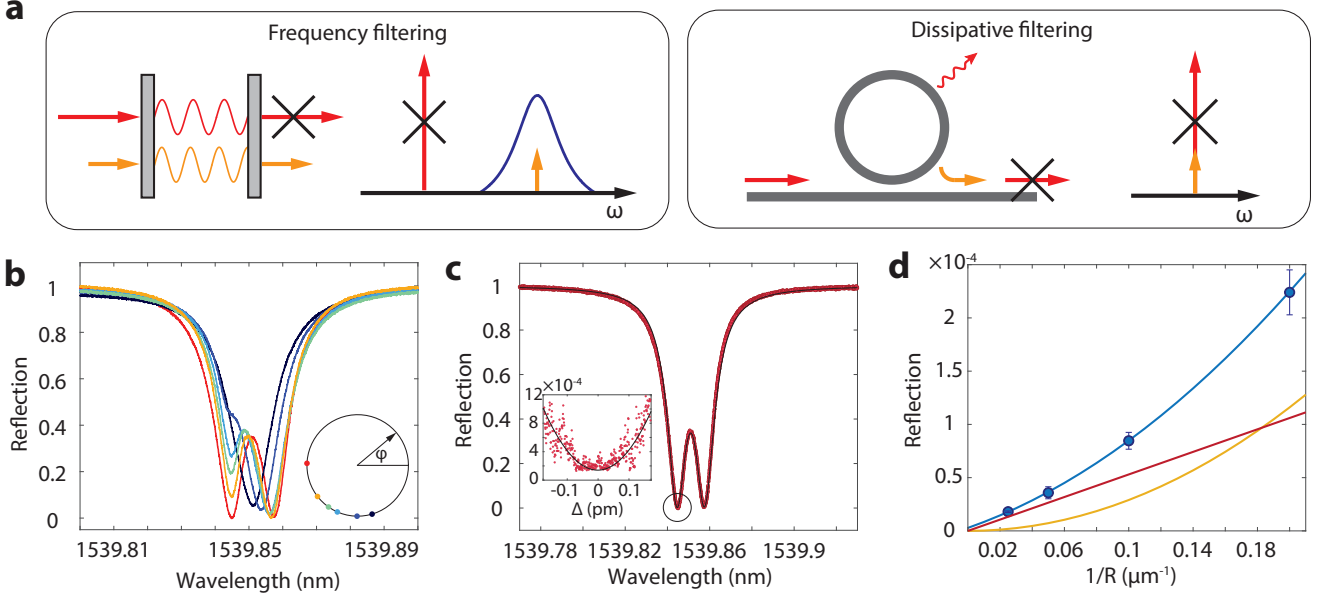 a
Frequency filtering
ω
Dissipative filtering
ω
b
Reflection
1
0.8
0.6
0.4
0.2
0
φ
1539.81
1539.85
1539.89
Wavelength (nm)
c
Reflection
1
0.8
0.6
0.4
0.2
0
12×10⁻⁴
8
4
0
-0.1
0
0.1
Δ (pm)
1539.78
1539.82
1539.86
1539.9
Wavelength (nm)
d
×10⁻⁴
Reflection
2
1
0.5
0
0.02
0.06
0.1
0.14
0.18
1/R (μm⁻¹)